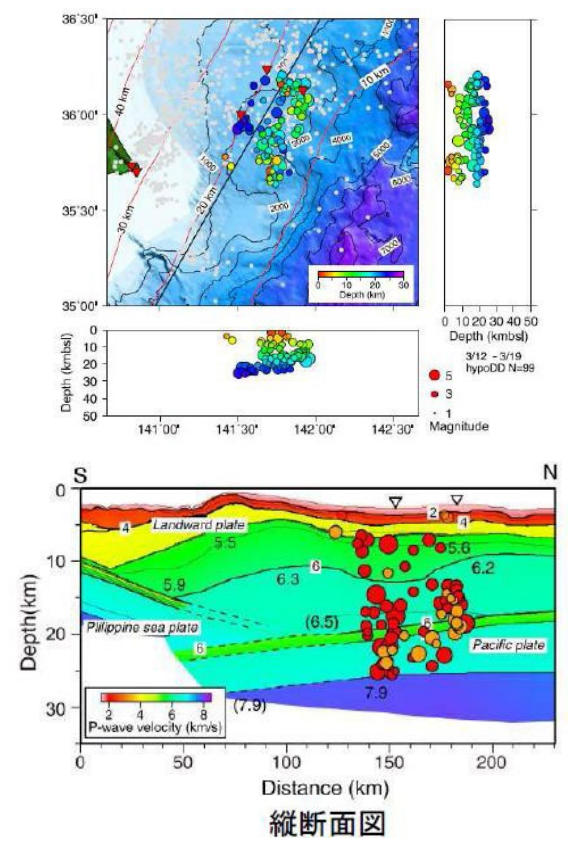 36°30'
36°00'
35°30'
35°00'
40 km
30 km
20 km
10 km
1000
1000
2000
3000
4000
5000
6000
7000
0 10 20 30
Depth (km)
0 10 20 30 40 50
Depth (kmbsl)
3/12 - 3/19
hypoDD N=99
5
3
1
Magnitude
Depth (kmbsl)
0
10
20
30
40
50
141°00' 141°30' 142°00' 142°30'
S N
Depth(km)
0
10
20
30
2
4 Landward plate 4
5.5 5.6
6
5.9 6.3 6.2
(6.5) 6
Pilippine sea plate
6 Pacific plate
7.9
(7.9)
2 4 6 8
P-wave velocity (km/s)
0 50 100 150 200
Distance (km)
縦断面図